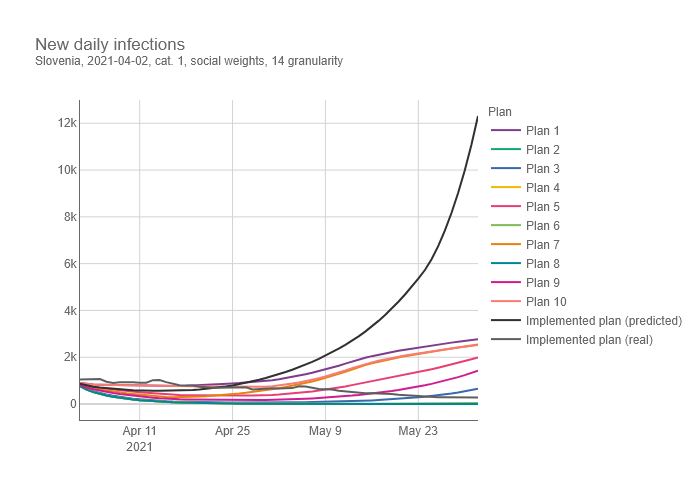 New daily infections
Slovenia, 2021-04-02, cat. 1, social weights, 14 granularity
Plan
Plan 1
Plan 2
Plan 3
Plan 4
Plan 5
Plan 6
Plan 7
Plan 8
Plan 9
Plan 10
Implemented plan (predicted)
Implemented plan (real)
12k
10k
8k
6k
4k
2k
0
Apr 11
2021
Apr 25
May 9
May 23